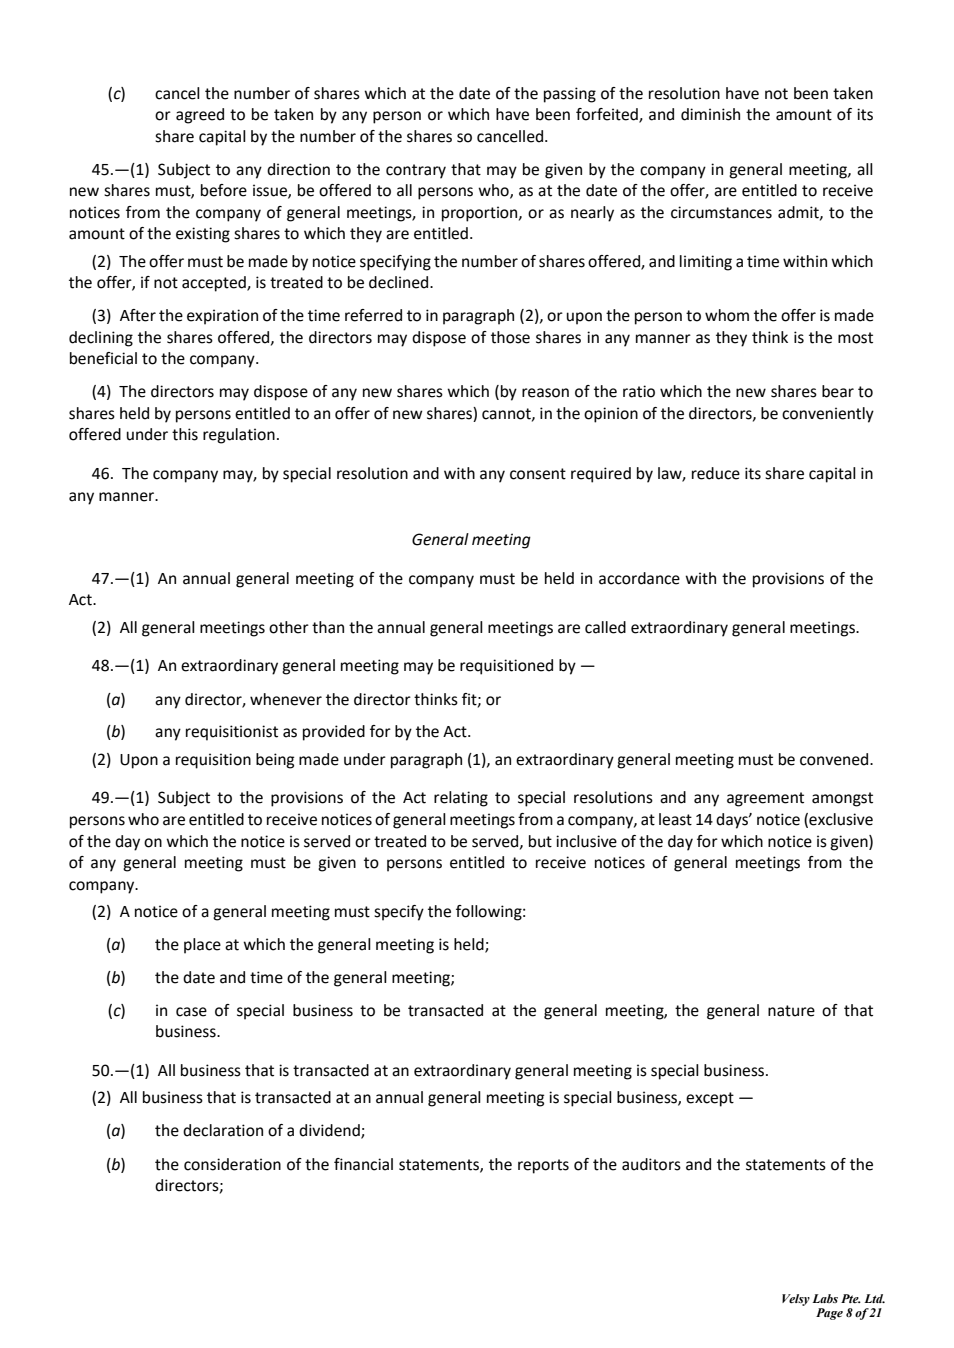 (c) cancel the number of shares which at the date of the passing of the resolution have not been taken
or agreed to be taken by any person or which have been forfeited, and diminish the amount of its
share capital by the number of the shares so cancelled.
45.—(1) Subject to any direction to the contrary that may be given by the company in general meeting, all
new shares must, before issue, be offered to all persons who, as at the date of the offer, are entitled to receive
notices from the company of general meetings, in proportion, or as nearly as the circumstances admit, to the
amount of the existing shares to which they are entitled.
(2) The offer must be made by notice specifying the number of shares offered, and limiting a time within which
the offer, if not accepted, is treated to be declined.
(3) After the expiration of the time referred to in paragraph (2), or upon the person to whom the offer is made
declining the shares offered, the directors may dispose of those shares in any manner as they think is the most
beneficial to the company.
(4) The directors may dispose of any new shares which (by reason of the ratio which the new shares bear to
shares held by persons entitled to an offer of new shares) cannot, in the opinion of the directors, be conveniently
offered under this regulation.
46. The company may, by special resolution and with any consent required by law, reduce its share capital in
any manner.
General meeting
47.—(1) An annual general meeting of the company must be held in accordance with the provisions of the
Act.
(2) All general meetings other than the annual general meetings are called extraordinary general meetings.
48.—(1) An extraordinary general meeting may be requisitioned by —
(a) any director, whenever the director thinks fit; or
(b) any requisitionist as provided for by the Act.
(2) Upon a requisition being made under paragraph (1), an extraordinary general meeting must be convened.
49.—(1) Subject to the provisions of the Act relating to special resolutions and any agreement amongst
persons who are entitled to receive notices of general meetings from a company, at least 14 days’ notice (exclusive
of the day on which the notice is served or treated to be served, but inclusive of the day for which notice is given)
of any general meeting must be given to persons entitled to receive notices of general meetings from the
company.
(2) A notice of a general meeting must specify the following:
(a) the place at which the general meeting is held;
(b) the date and time of the general meeting;
(c) in case of special business to be transacted at the general meeting, the general nature of that
business.
50.—(1) All business that is transacted at an extraordinary general meeting is special business.
(2) All business that is transacted at an annual general meeting is special business, except —
(a) the declaration of a dividend;
(b) the consideration of the financial statements, the reports of the auditors and the statements of the
directors;
Velsy Labs Pte. Ltd.
Page 8 of 21